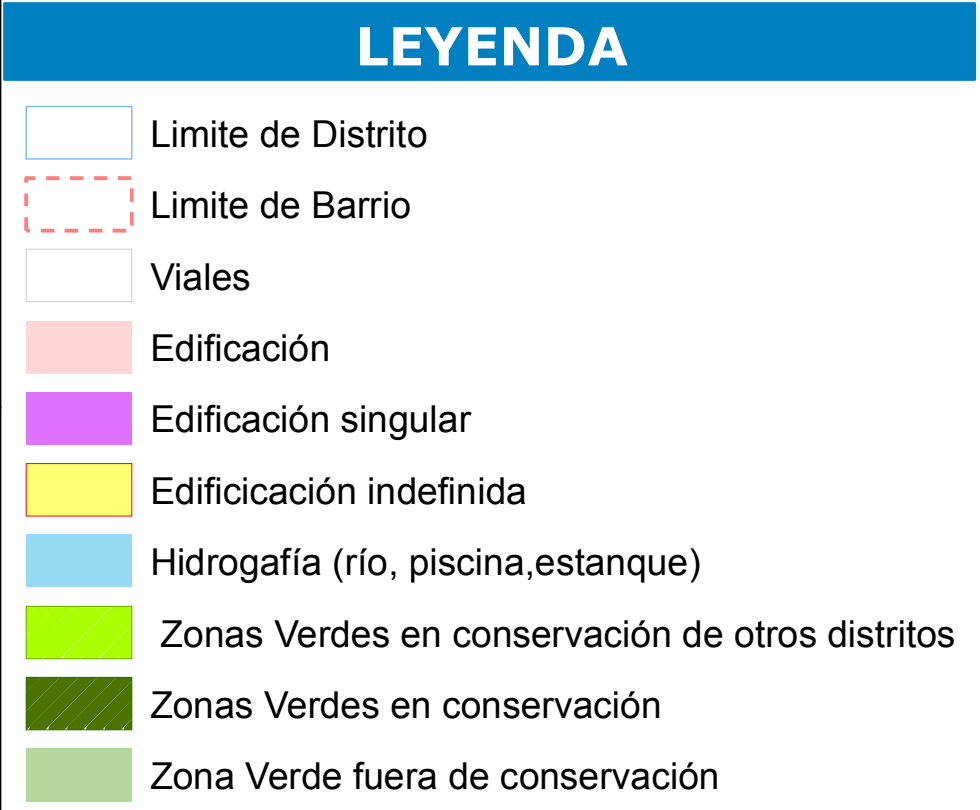 LEYENDA
Limite de Distrito
Limite de Barrio
Viales
Edificación
Edificación singular
Edificicación indefinida
Hidrogafía (río, piscina,estanque)
Zonas Verdes en conservación de otros distritos
Zonas Verdes en conservación
Zona Verde fuera de conservación